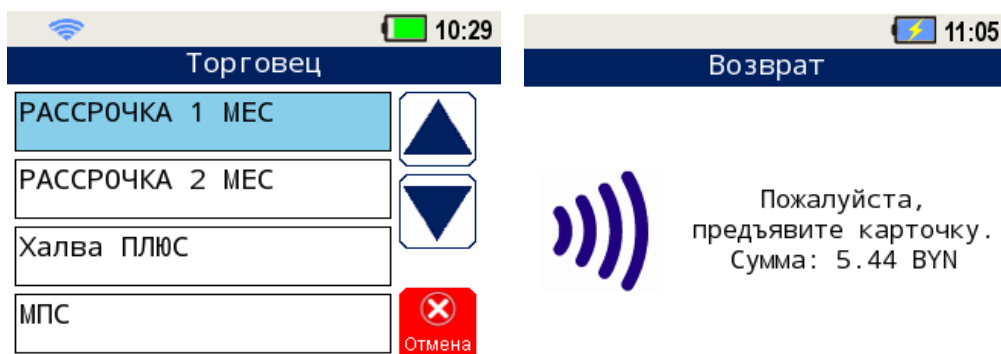 10:29
Торговец
РАССРОЧКА 1 МЕС
РАССРОЧКА 2 МЕС
Халва ПЛЮС
МПС
Отмена
11:05
Возврат
Пожалуйста,
предъявите карточку.
Сумма: 5.44 BYN